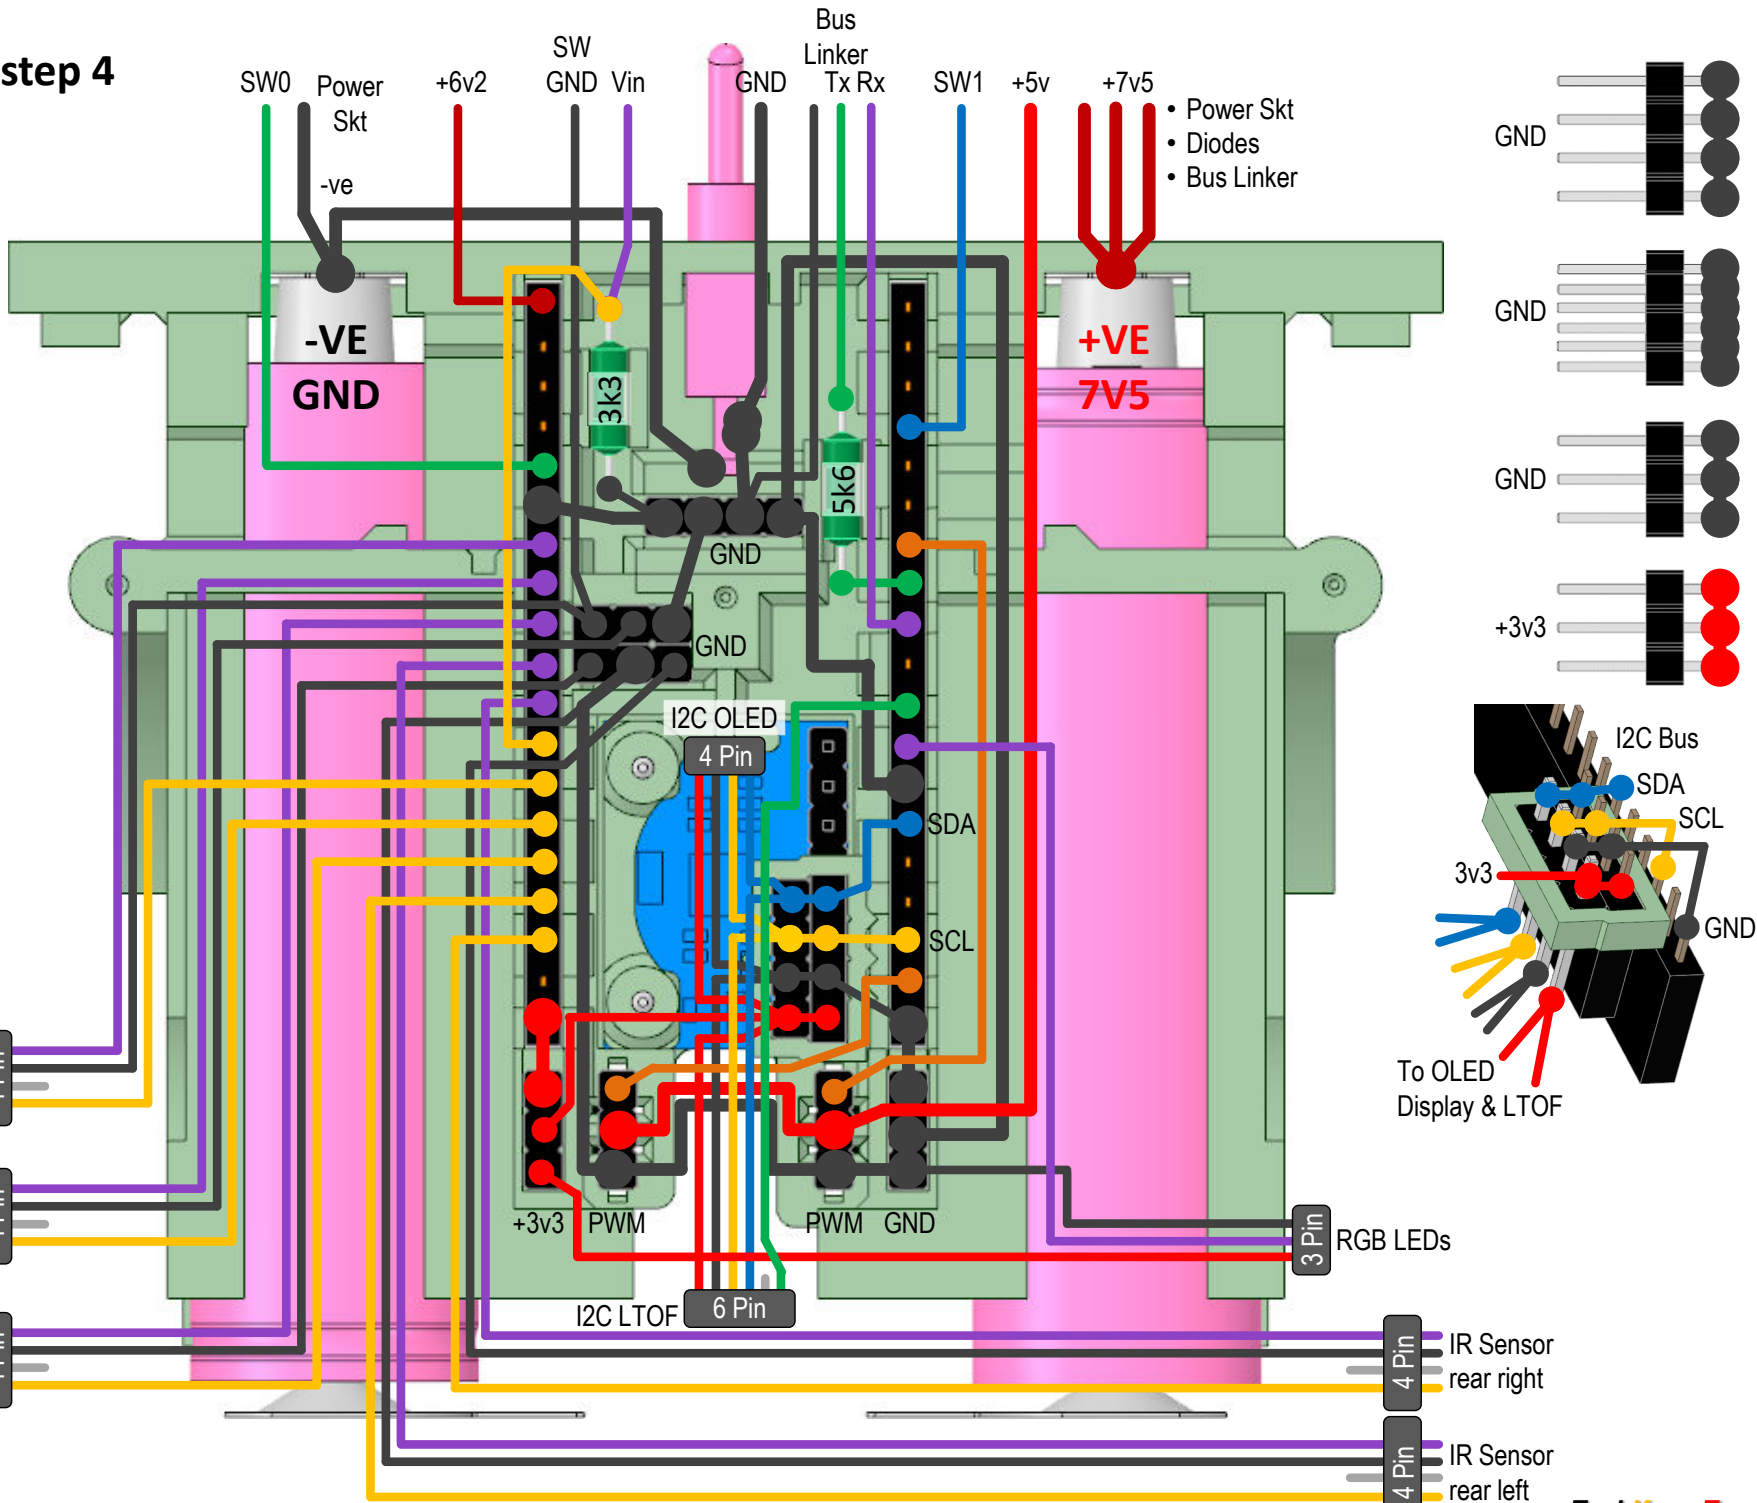 step 4
SW0
Power
Skt
-ve
+6v2
SW
GND
Vin
GND
Bus
Linker
Tx Rx
SW1
+5v
+7v5
• Power Skt
• Diodes
• Bus Linker
-VE
GND
+VE
7V5
3k3
5k6
GND
GND
I2C OLED
4 Pin
SDA
SCL
+3v3
PWM
PWM
GND
I2C LTOF
6 Pin
3 Pin
RGB LEDs
4 Pin
IR Sensor
rear right
4 Pin
IR Sensor
rear left
GND
GND
GND
+3v3
I2C Bus
SDA
SCL
3v3
GND
To OLED
Display & LTOF